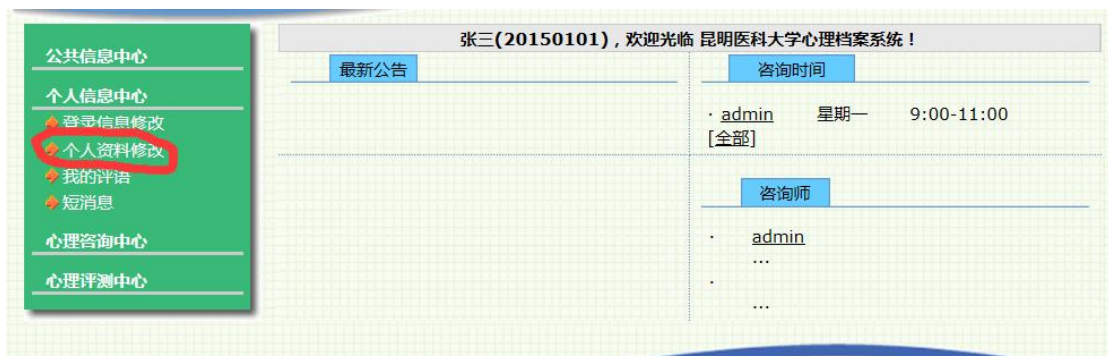 张三(20150101)，欢迎光临 昆明医科大学心理档案系统！
公共信息中心
个人信息中心
登录信息修改
个人资料修改
我的评语
短消息
心理咨询中心
心理评测中心
最新公告
咨询时间
· admin 星期一 9:00-11:00
[全部]
咨询师
· admin
...
·
...